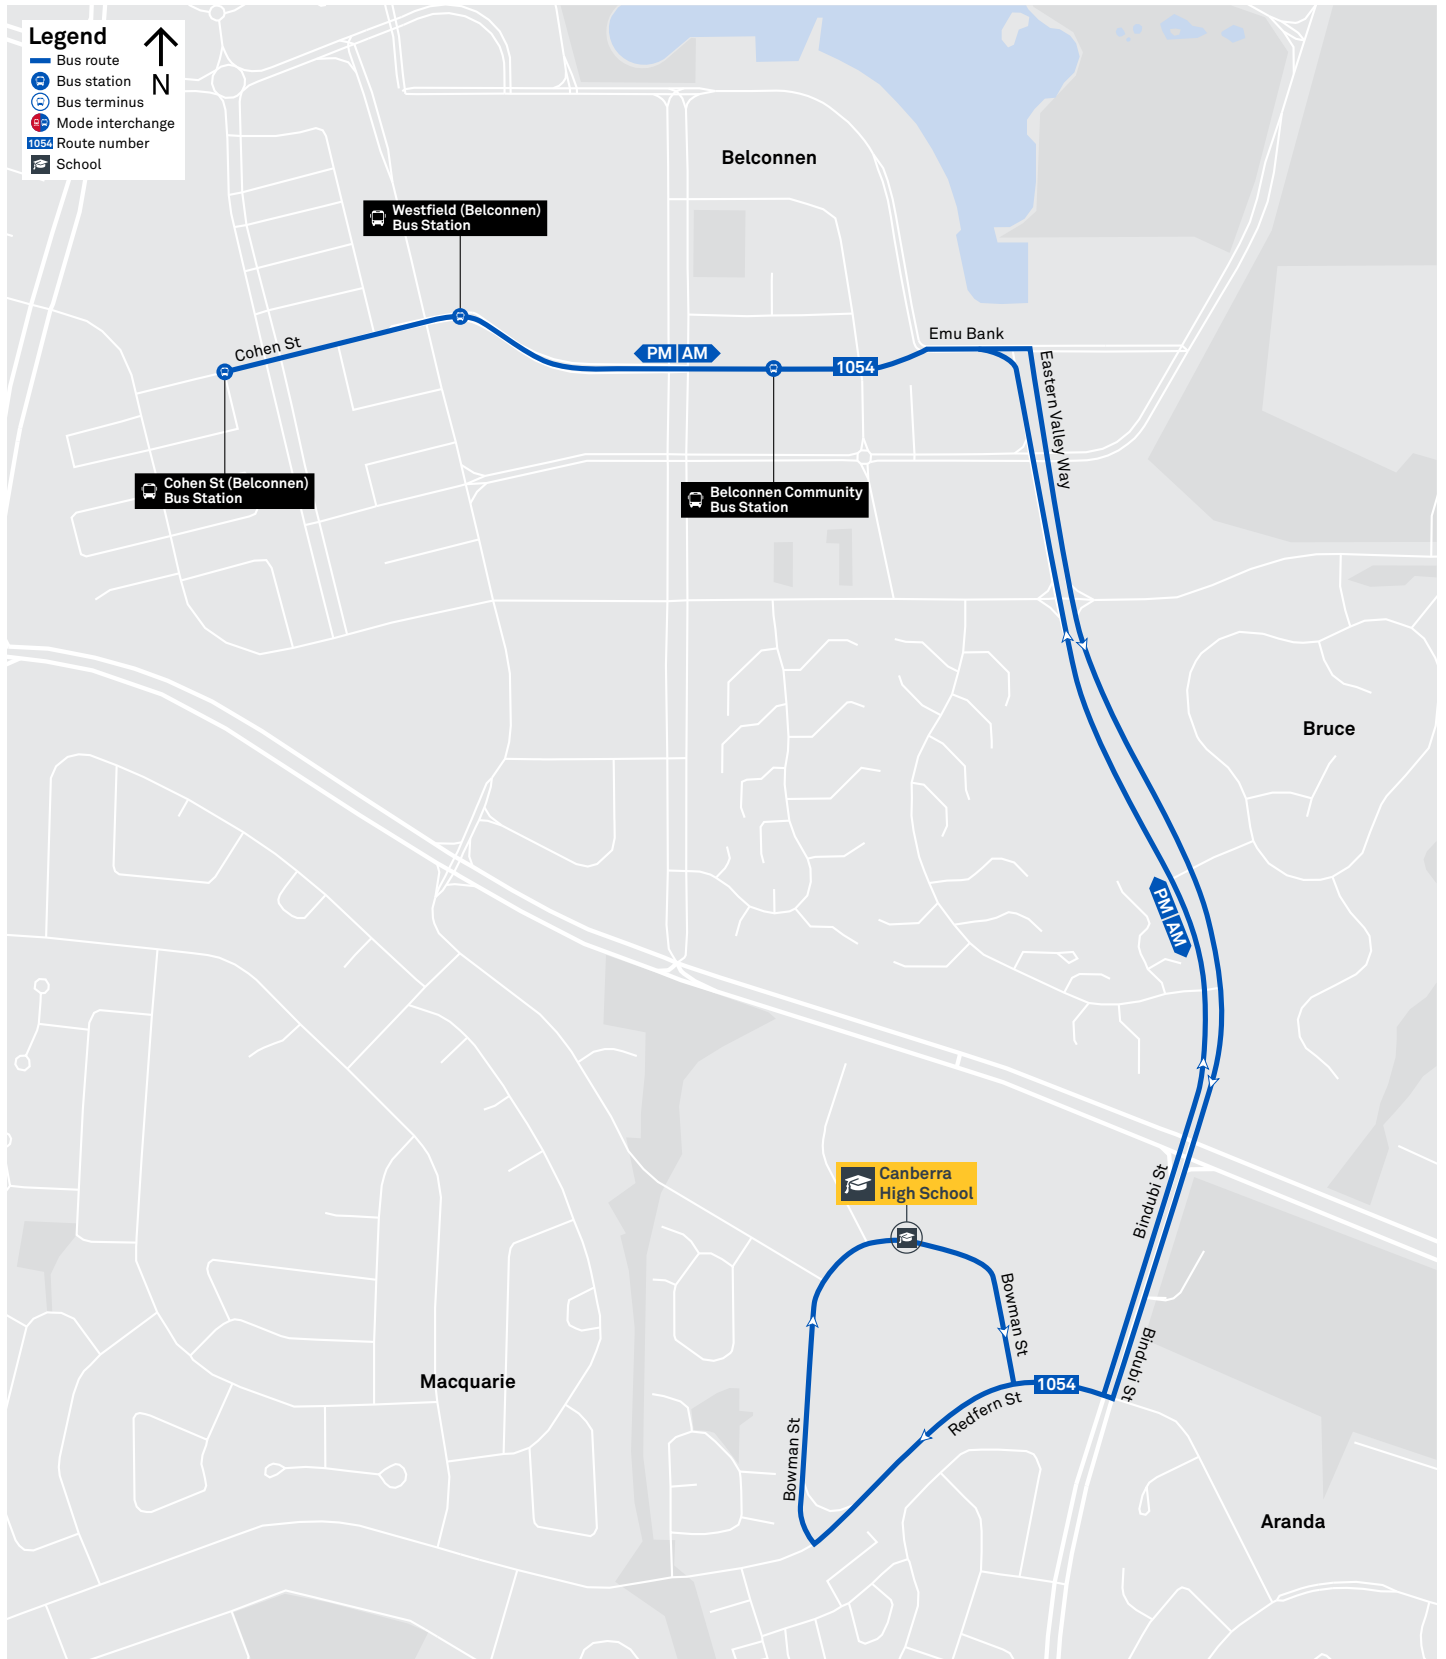 Legend
N
Bus route
Bus station
Bus terminus
Mode interchange
1054 Route number
School
Belconnen
Westfield (Belconnen)
Bus Station
Emu Bank
Cohen St
PM AM
1054
Eastern Valley Way
Cohen St (Belconnen)
Bus Station
Belconnen Community
Bus Station
Bruce
PM AM
Bindubi St
Canberra
High School
Bowman St
Bindubi St
Macquarie
1054
Redfern St
Bowman St
Aranda